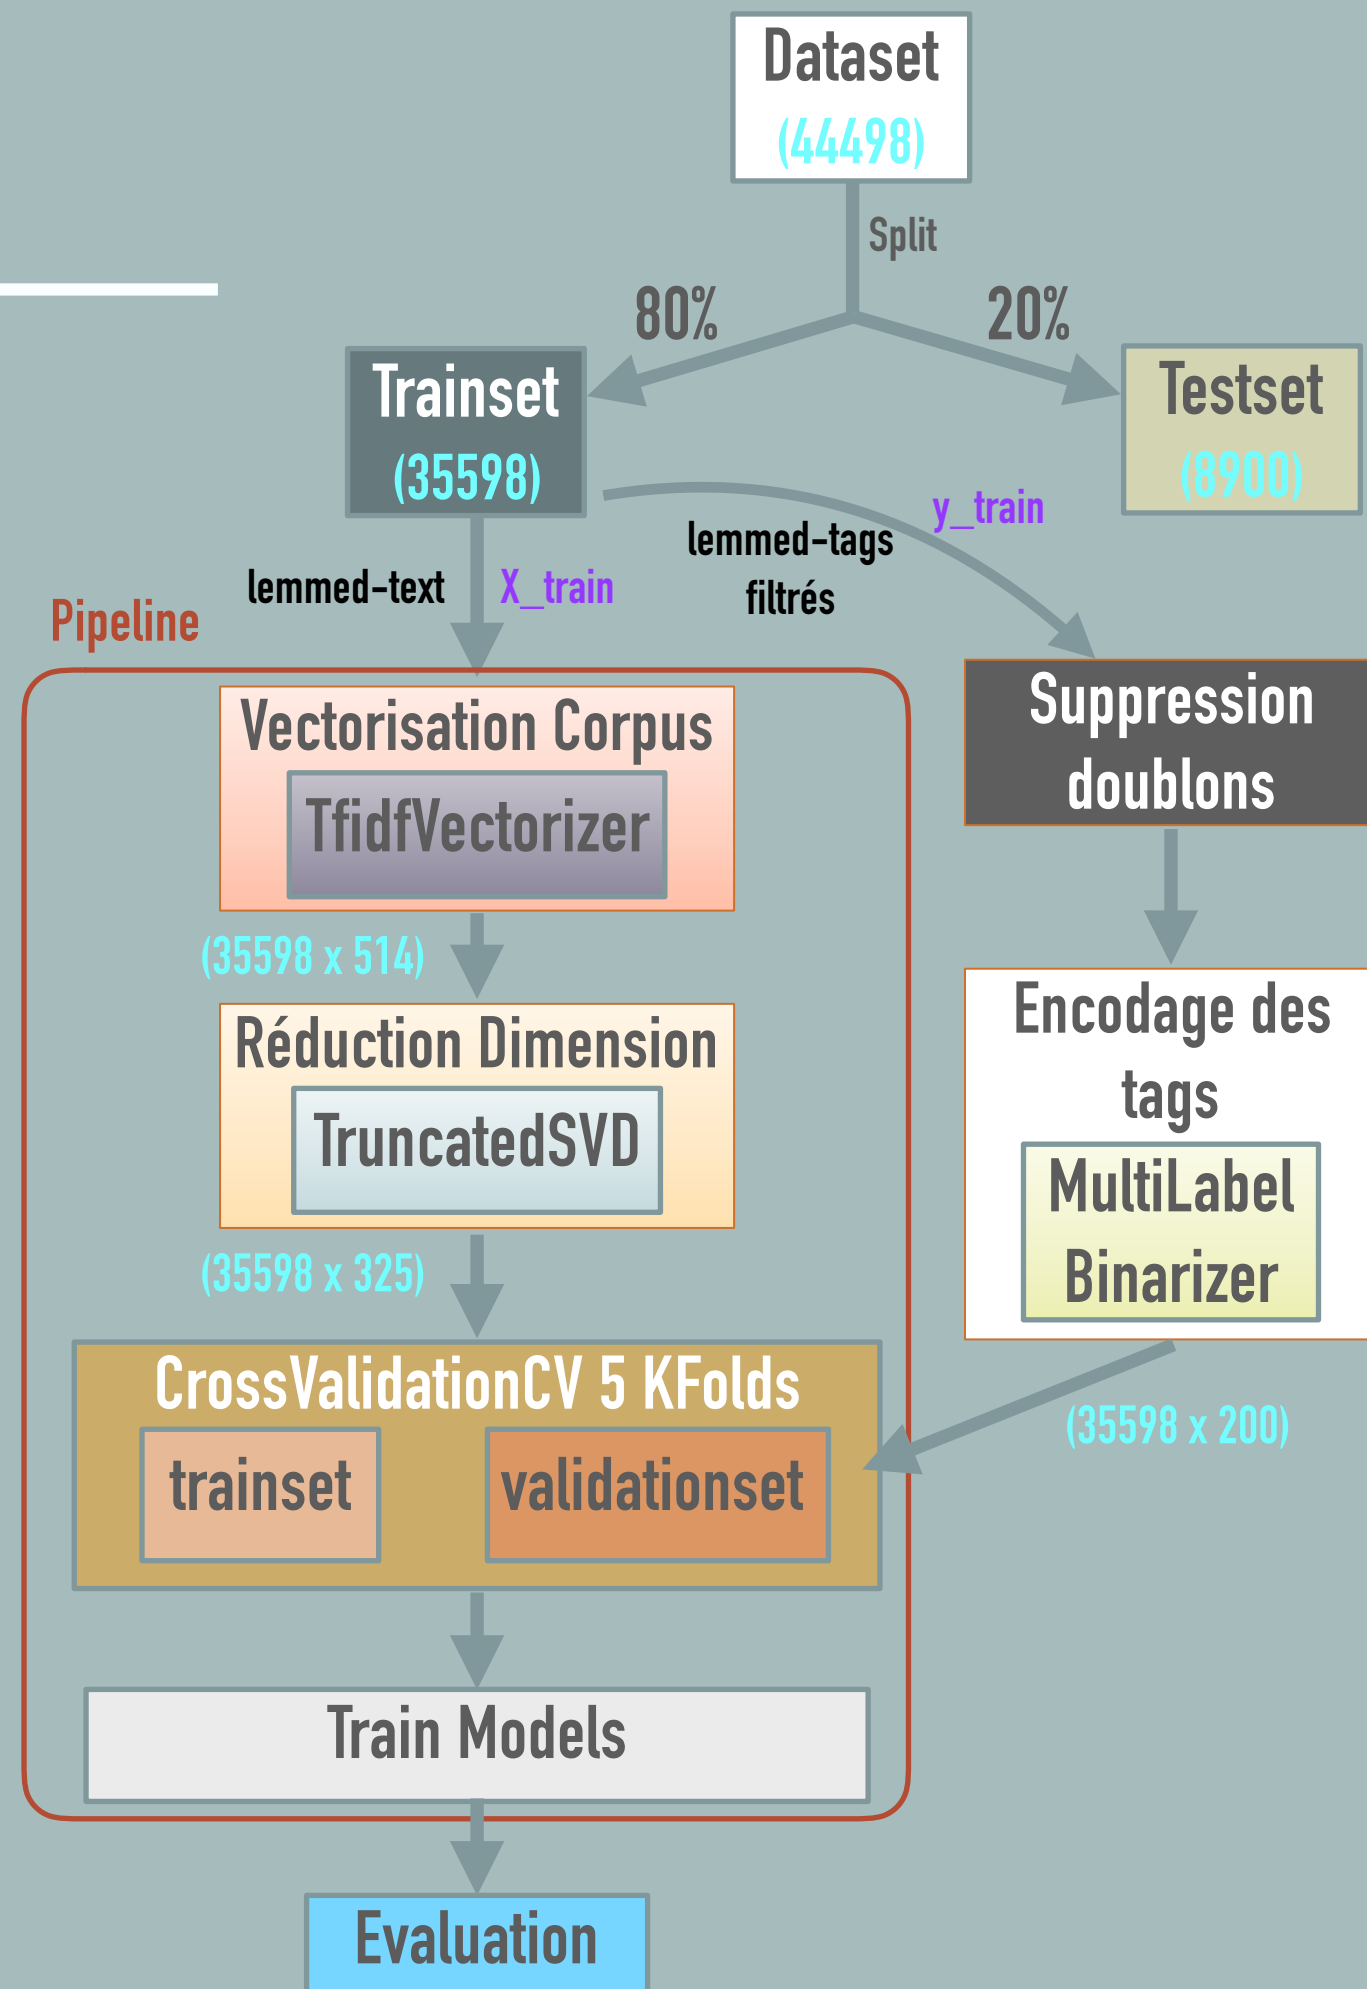 Dataset
(44498)
Split
80%
20%
Trainset
(35598)
Testset
(8900)
y_train
lemmed-tags
filtrés
lemmed-text
X_train
Pipeline
Vectorisation Corpus
TfidfVectorizer
Suppression
doublons
(35598 x 514)
Réduction Dimension
TruncatedSVD
Encodage des
tags
MultiLabel
Binarizer
(35598 x 325)
CrossValidationCV 5 KFolds
trainset
validationset
(35598 x 200)
Train Models
Evaluation